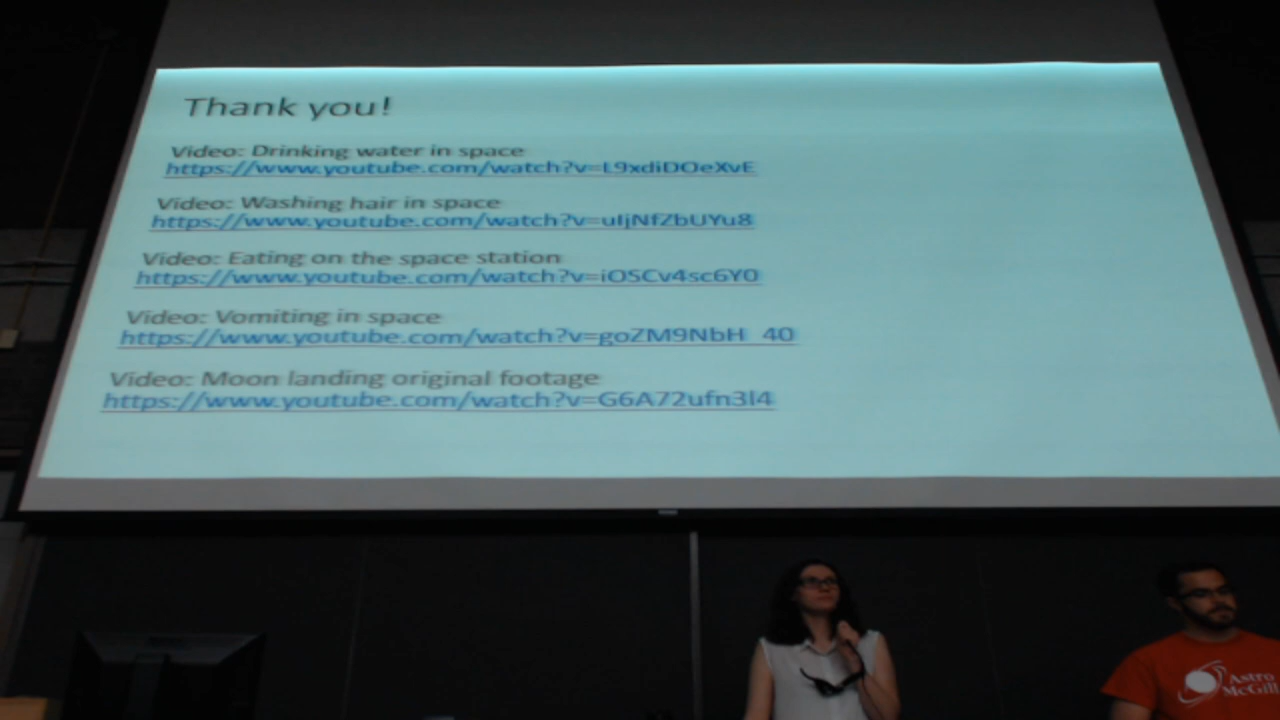 Thank you!
Video: Drinking water in space
https://www.youtube.com/watch?v=L9xdiDOeXvE
Video: Washing hair in space
https://www.youtube.com/watch?v=uIjNfZbUYu8
Video: Eating on the space station
https://www.youtube.com/watch?v=iOSCv4sc6Y0
Video: Vomiting in space
https://www.youtube.com/watch?v=goZM9NbH_40
Video: Moon landing original footage
https://www.youtube.com/watch?v=G6A72ufn3l4
Astro
McGill